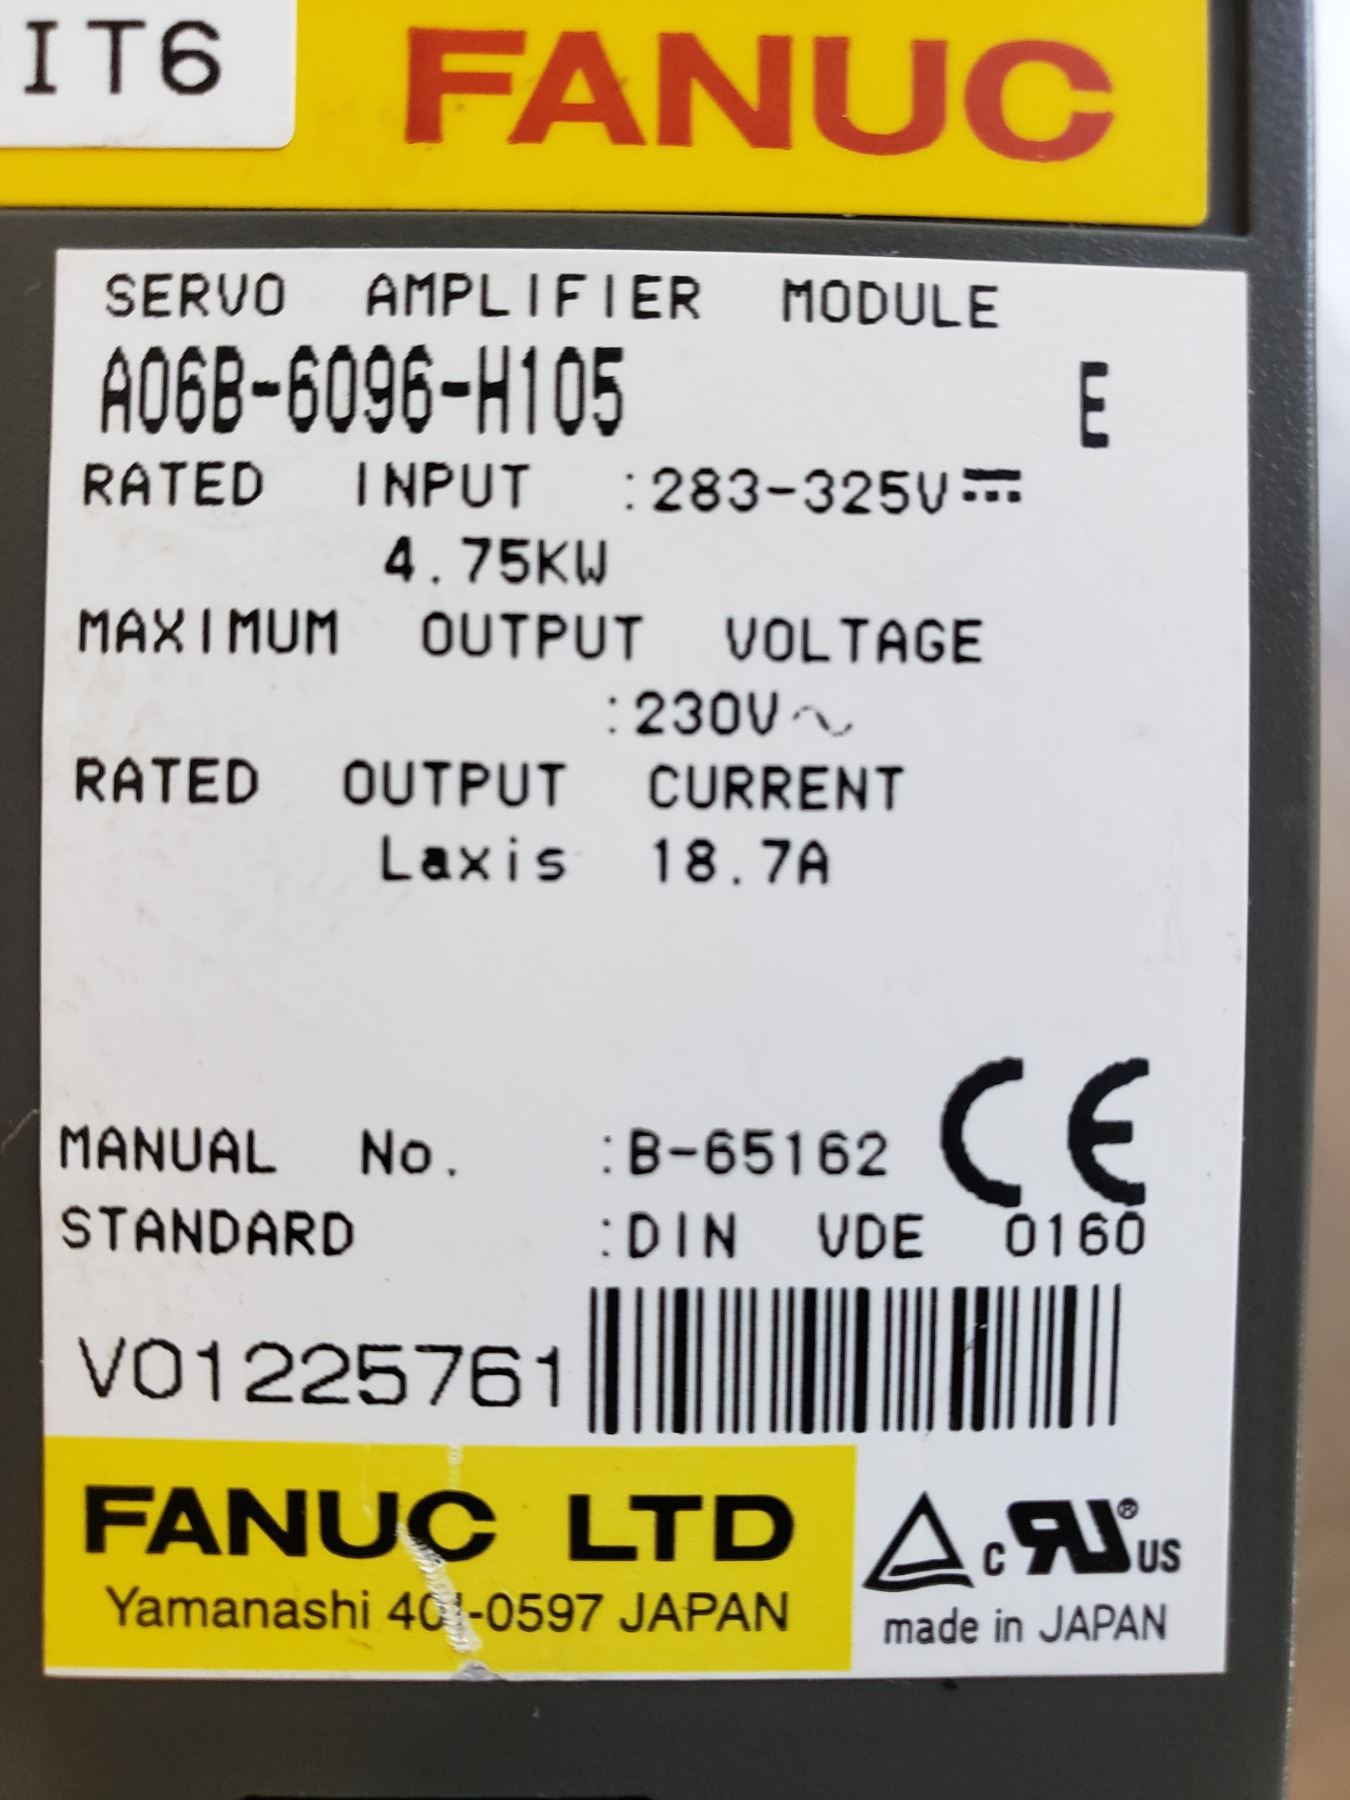 IT6
FANUC
SERVO AMPLIFIER MODULE
A06B-6096-H105 E
RATED INPUT :283-325V⎓
4.75KW
MAXIMUM OUTPUT VOLTAGE
:230V∿
RATED OUTPUT CURRENT
Laxis 18.7A
MANUAL No. :B-65162 CE
STANDARD :DIN VDE 0160
V01225761
FANUC LTD
Yamanashi 401-0597 JAPAN
c RU® US
made in JAPAN